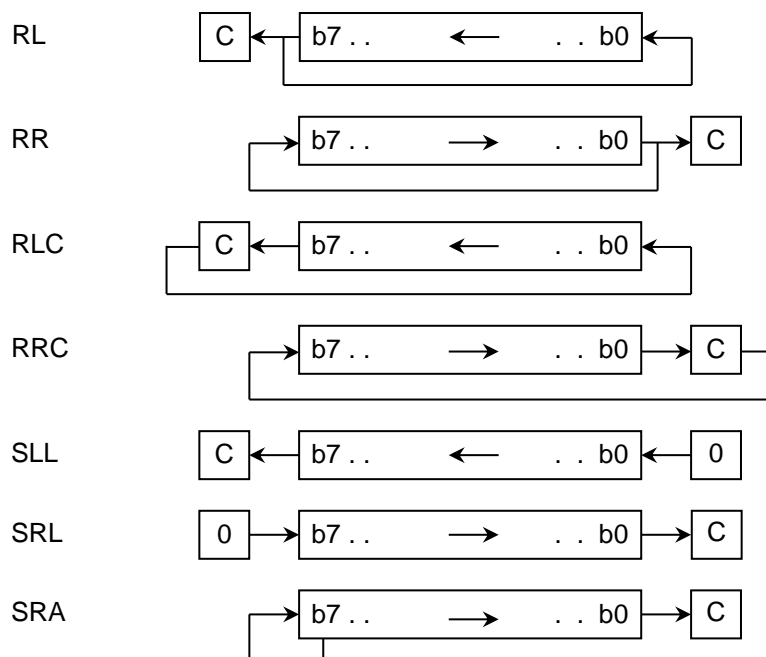 RL C b7 . . . . b0
RR b7 . . . . b0 C
RLC C b7 . . . . b0
RRC b7 . . . . b0 C
SLL C b7 . . . . b0 0
SRL 0 b7 . . . . b0 C
SRA b7 . . . . b0 C